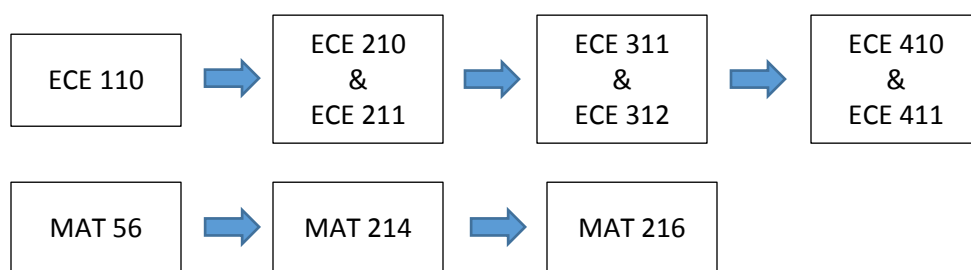 ECE 110
ECE 210
&
ECE 211
ECE 311
&
ECE 312
ECE 410
&
ECE 411
MAT 56
MAT 214
MAT 216